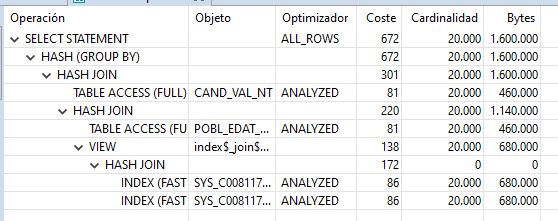 Operación Objeto Optimizador Coste Cardinalidad Bytes
SELECT STATEMENT ALL_ROWS 672 20.000 1.600.000
HASH (GROUP BY) 672 20.000 1.600.000
HASH JOIN 301 20.000 1.600.000
TABLE ACCESS (FULL) CAND_VAL_NT ANALYZED 81 20.000 460.000
HASH JOIN 220 20.000 1.140.000
TABLE ACCESS (FU POBL_EDAT_... ANALYZED 81 20.000 460.000
VIEW index$_join$... 138 20.000 680.000
HASH JOIN 172 0 0
INDEX (FAST SYS_C008117... ANALYZED 86 20.000 680.000
INDEX (FAST SYS_C008117... ANALYZED 86 20.000 680.000